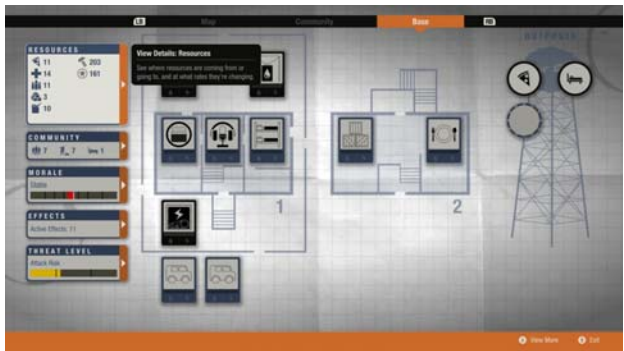 LB
Map
Community
Base
RB
RESOURCES
11
203
14
161
11
3
10
View Details: Resources
See where resources are coming from or
going to, and at what rates they're changing.
COMMUNITY
7
7
1
MORALE
EFFECTS
Active Effects: 11
THREAT LEVEL
Attack Risk
1
2
OUTPOSTS
View More
Exit